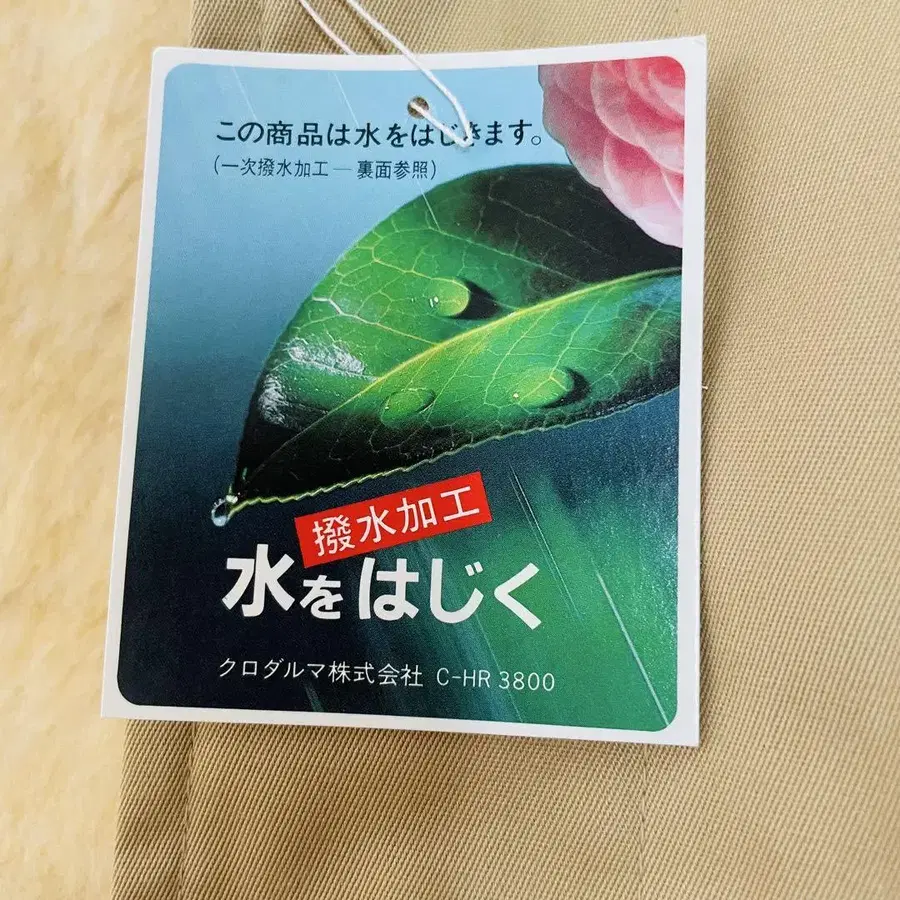 この商品は水をはじきます。
(一次撥水加工 — 裏面参照)
撥水加工
水をはじく
クロダルマ株式会社 C-HR 3800